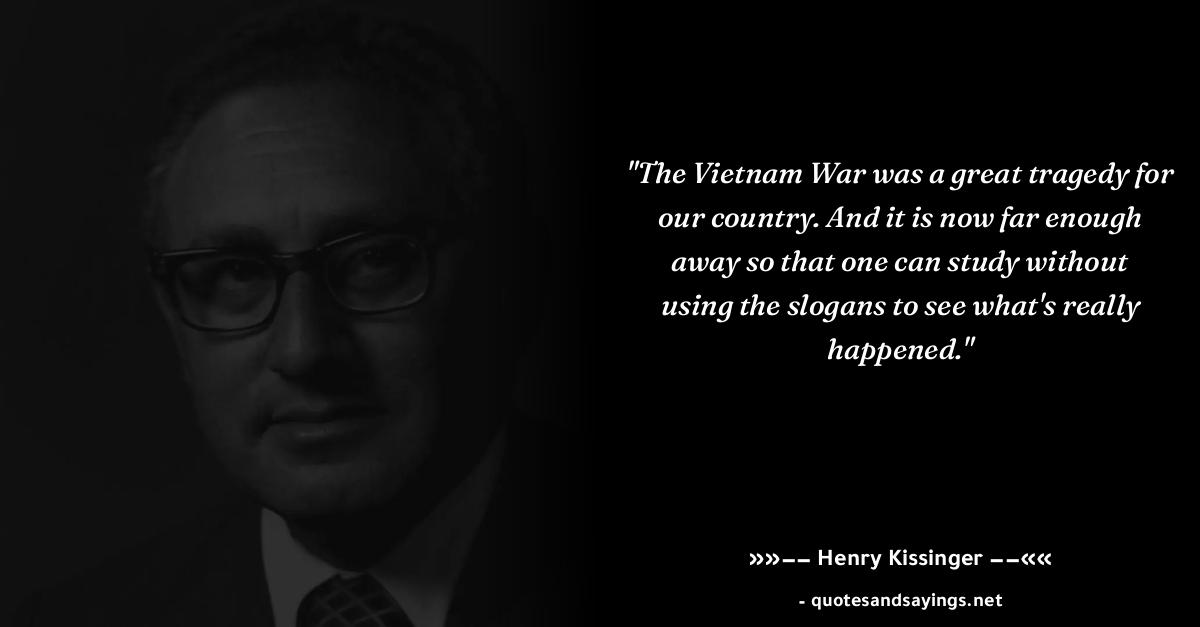 "The Vietnam War was a great tragedy for
our country. And it is now far enough
away so that one can study without
using the slogans to see what's really
happened."
»»–– Henry Kissinger ––««
- quotesandsayings.net